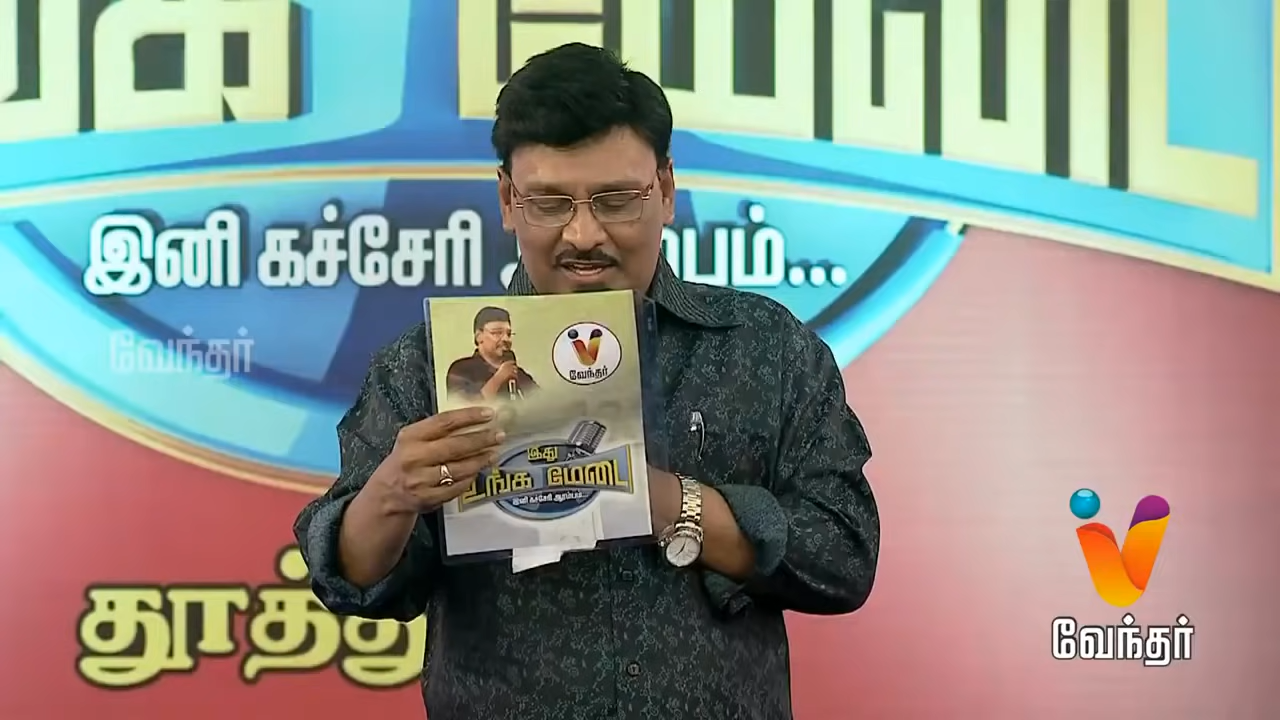 இனி கச்சேரி
வேந்தர்
வேந்தர்
இது
உங்க மேடை
இனி கச்சேரி ஆரம்பம்...
வேந்தர்